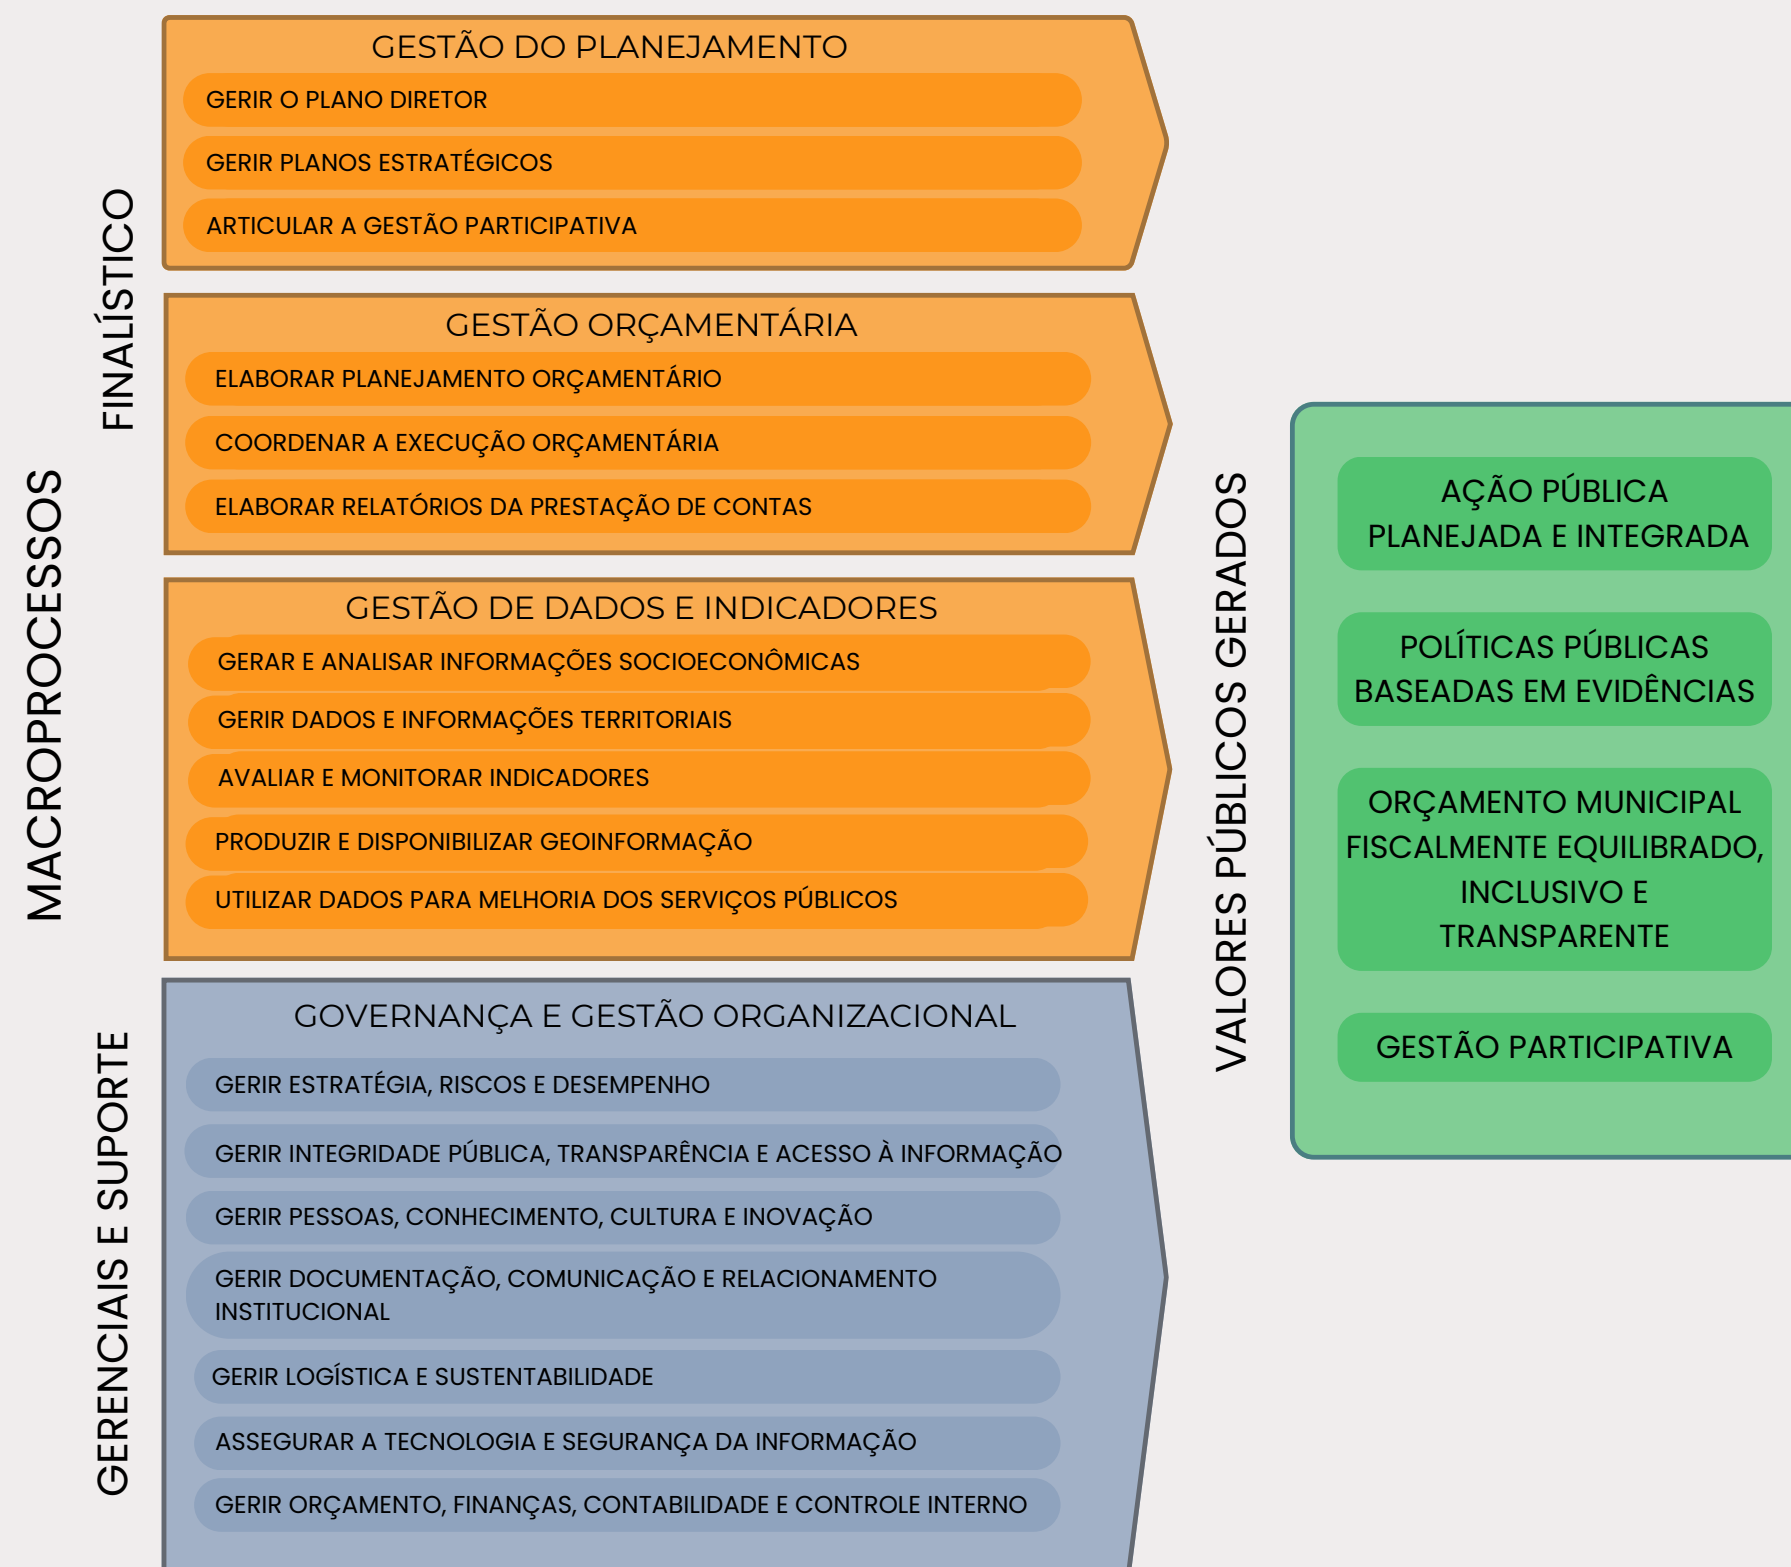 MACROPROCESSOS
FINALÍSTICO
GESTÃO DO PLANEJAMENTO
GERIR O PLANO DIRETOR
GERIR PLANOS ESTRATÉGICOS
ARTICULAR A GESTÃO PARTICIPATIVA
GESTÃO ORÇAMENTÁRIA
ELABORAR PLANEJAMENTO ORÇAMENTÁRIO
COORDENAR A EXECUÇÃO ORÇAMENTÁRIA
ELABORAR RELATÓRIOS DA PRESTAÇÃO DE CONTAS
GESTÃO DE DADOS E INDICADORES
GERAR E ANALISAR INFORMAÇÕES SOCIOECONÔMICAS
GERIR DADOS E INFORMAÇÕES TERRITORIAIS
AVALIAR E MONITORAR INDICADORES
PRODUZIR E DISPONIBILIZAR GEOINFORMAÇÃO
UTILIZAR DADOS PARA MELHORIA DOS SERVIÇOS PÚBLICOS
GERENCIAIS E SUPORTE
GOVERNANÇA E GESTÃO ORGANIZACIONAL
GERIR ESTRATÉGIA, RISCOS E DESEMPENHO
GERIR INTEGRIDADE PÚBLICA, TRANSPARÊNCIA E ACESSO À INFORMAÇÃO
GERIR PESSOAS, CONHECIMENTO, CULTURA E INOVAÇÃO
GERIR DOCUMENTAÇÃO, COMUNICAÇÃO E RELACIONAMENTO
INSTITUCIONAL
GERIR LOGÍSTICA E SUSTENTABILIDADE
ASSEGURAR A TECNOLOGIA E SEGURANÇA DA INFORMAÇÃO
GERIR ORÇAMENTO, FINANÇAS, CONTABILIDADE E CONTROLE INTERNO
VALORES PÚBLICOS GERADOS
AÇÃO PÚBLICA
PLANEJADA E INTEGRADA
POLÍTICAS PÚBLICAS
BASEADAS EM EVIDÊNCIAS
ORÇAMENTO MUNICIPAL
FISCALMENTE EQUILIBRADO,
INCLUSIVO E
TRANSPARENTE
GESTÃO PARTICIPATIVA